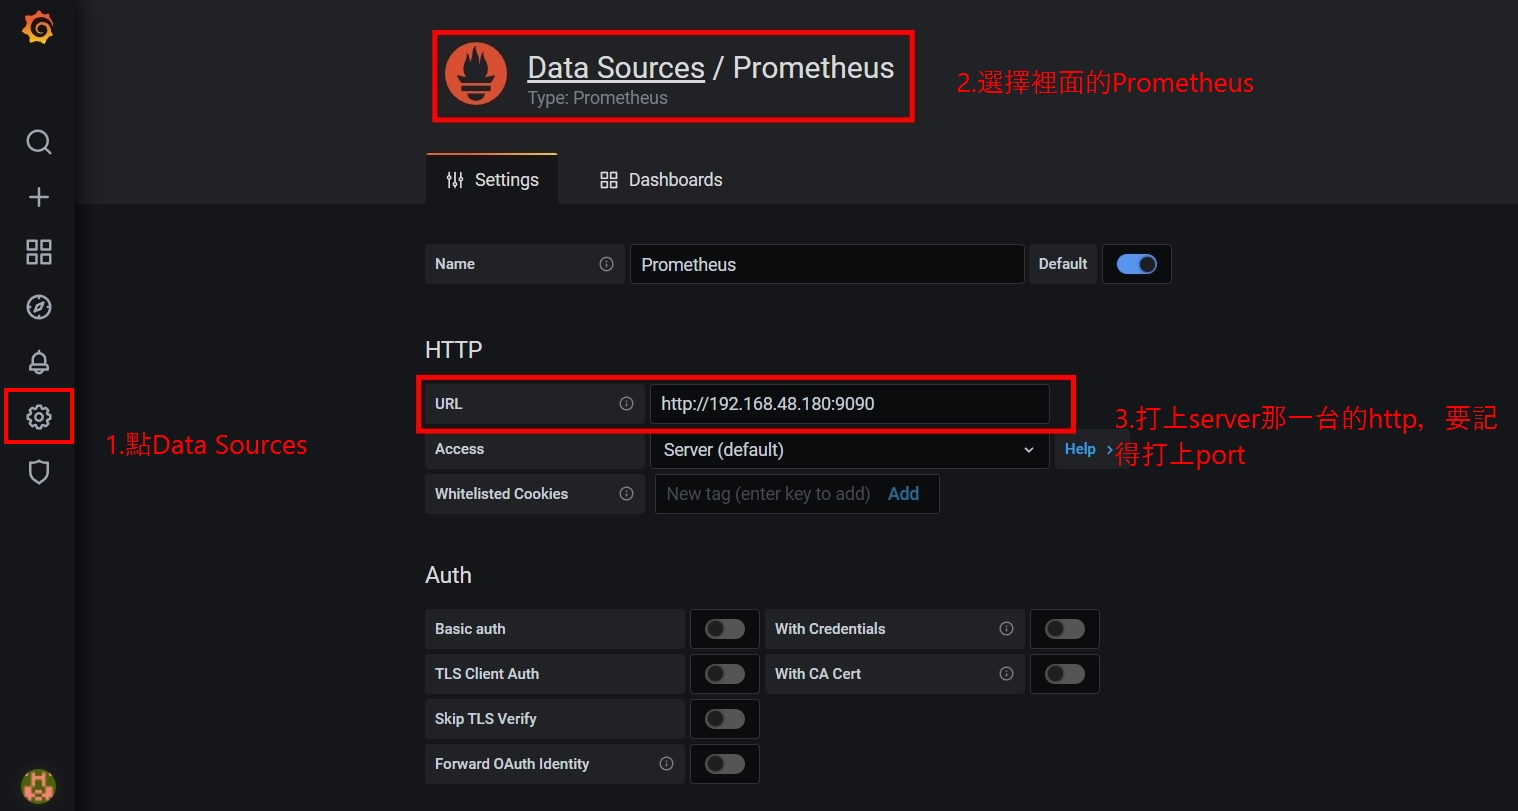 Data Sources / Prometheus
Type: Prometheus
2.選擇裡面的Prometheus
Settings
Dashboards
Name
Prometheus
Default
HTTP
URL
http://192.168.48.180:9090
3.打上server那一台的http，要記
得打上port
1.點Data Sources
Access
Server (default)
Help
Whitelisted Cookies
New tag (enter key to add)
Add
Auth
Basic auth
With Credentials
TLS Client Auth
With CA Cert
Skip TLS Verify
Forward OAuth Identity